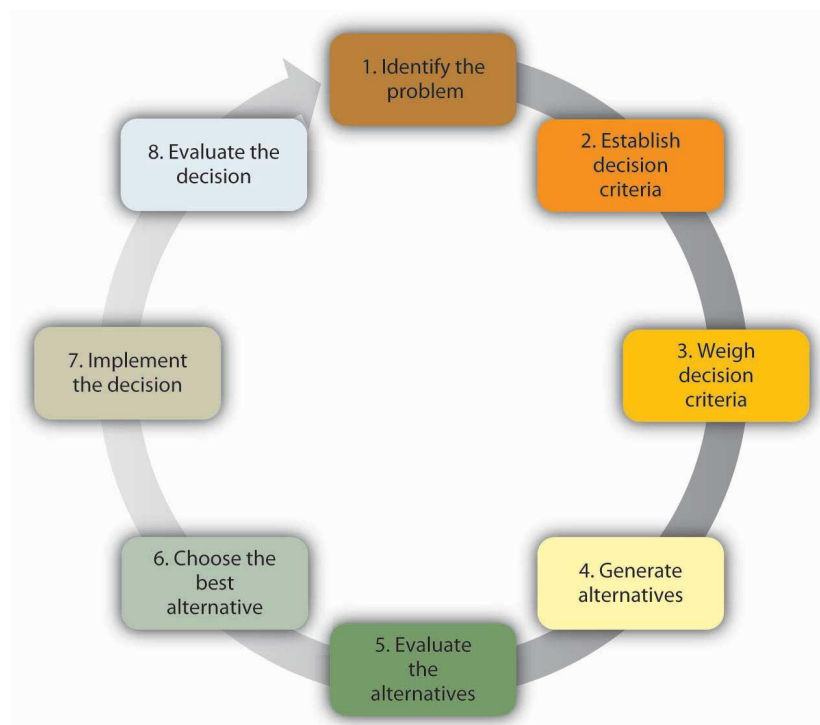 1. Identify the
problem
2. Establish
decision
criteria
3. Weigh
decision
criteria
4. Generate
alternatives
5. Evaluate
the
alternatives
6. Choose the
best
alternative
7. Implement
the decision
8. Evaluate the
decision